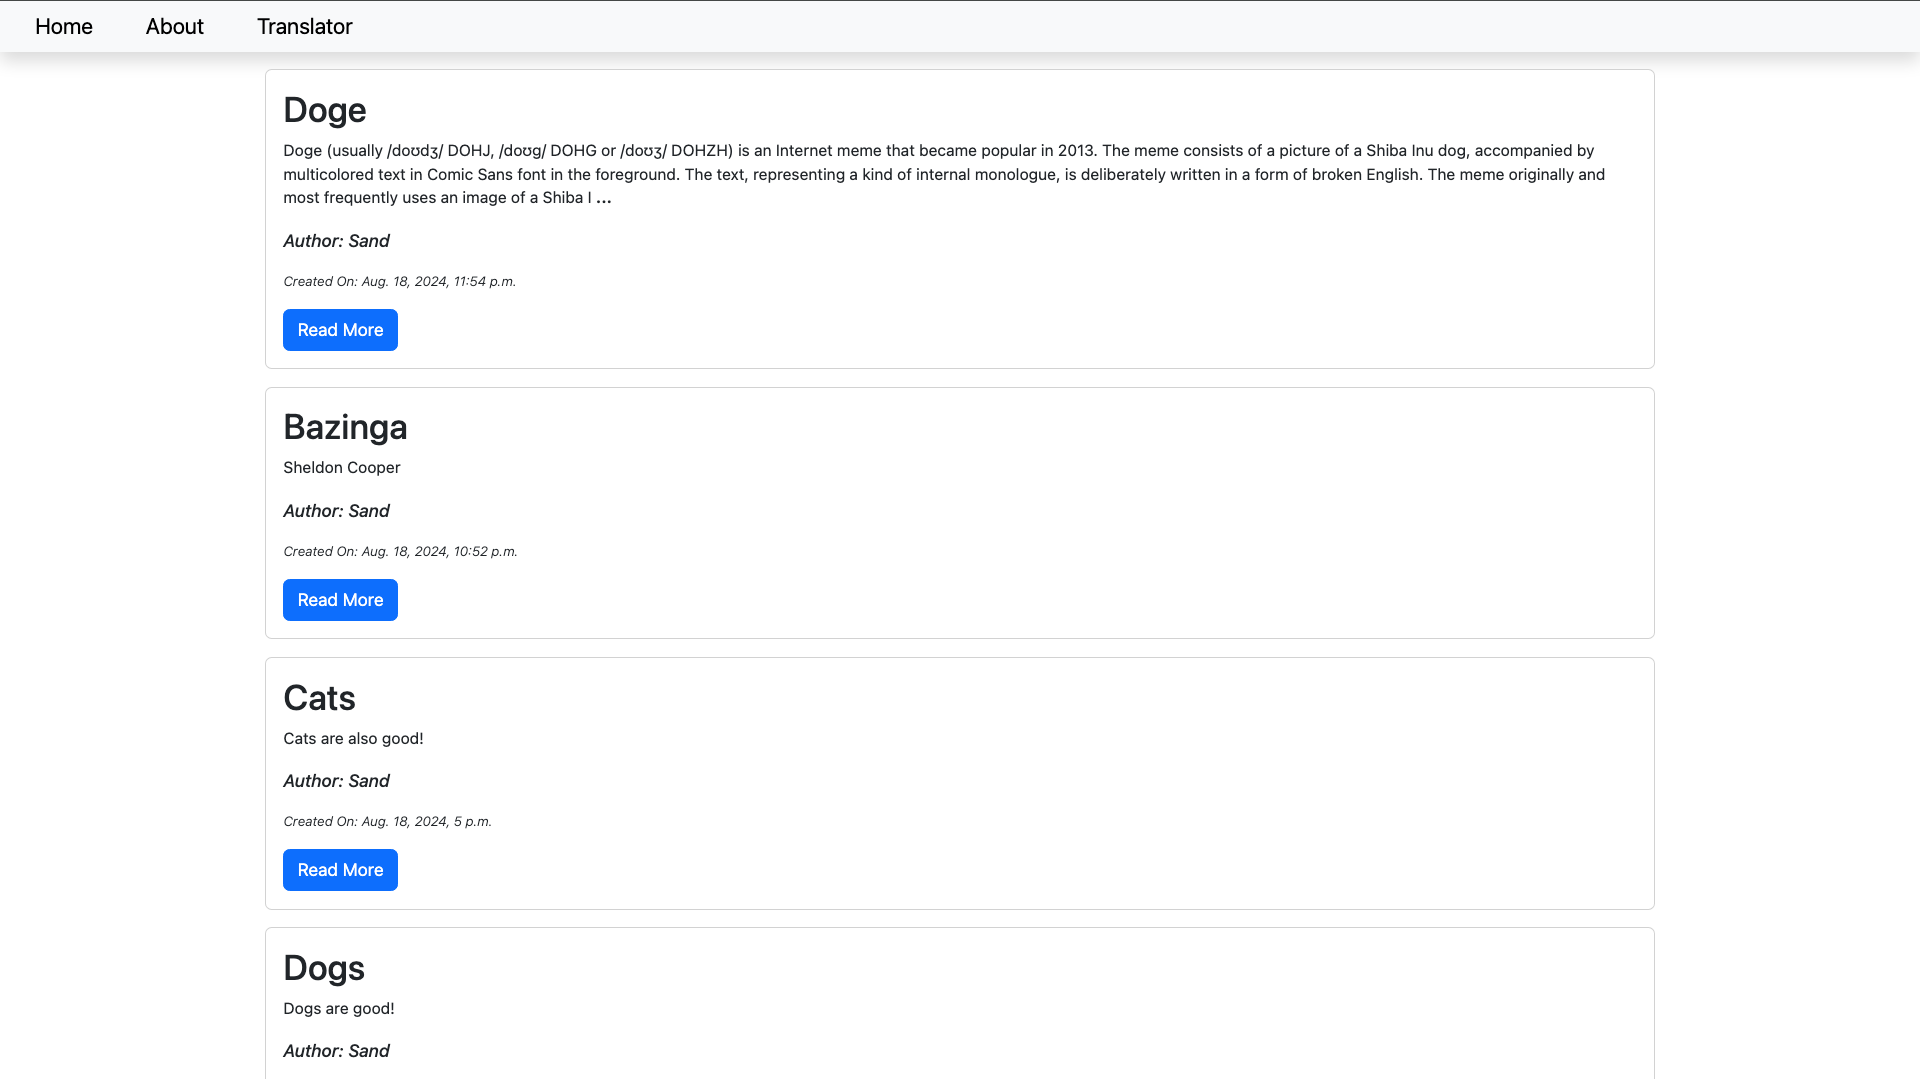 Home About Translator
Doge
Doge (usually /doʊdʒ/ DOHJ, /doʊɡ/ DOHG or /doʊʒ/ DOHZH) is an Internet meme that became popular in 2013. The meme consists of a picture of a Shiba Inu dog, accompanied by
multicolored text in Comic Sans font in the foreground. The text, representing a kind of internal monologue, is deliberately written in a form of broken English. The meme originally and
most frequently uses an image of a Shiba I ...
Author: Sand
Created On: Aug. 18, 2024, 11:54 p.m.
Read More
Bazinga
Sheldon Cooper
Author: Sand
Created On: Aug. 18, 2024, 10:52 p.m.
Read More
Cats
Cats are also good!
Author: Sand
Created On: Aug. 18, 2024, 5 p.m.
Read More
Dogs
Dogs are good!
Author: Sand